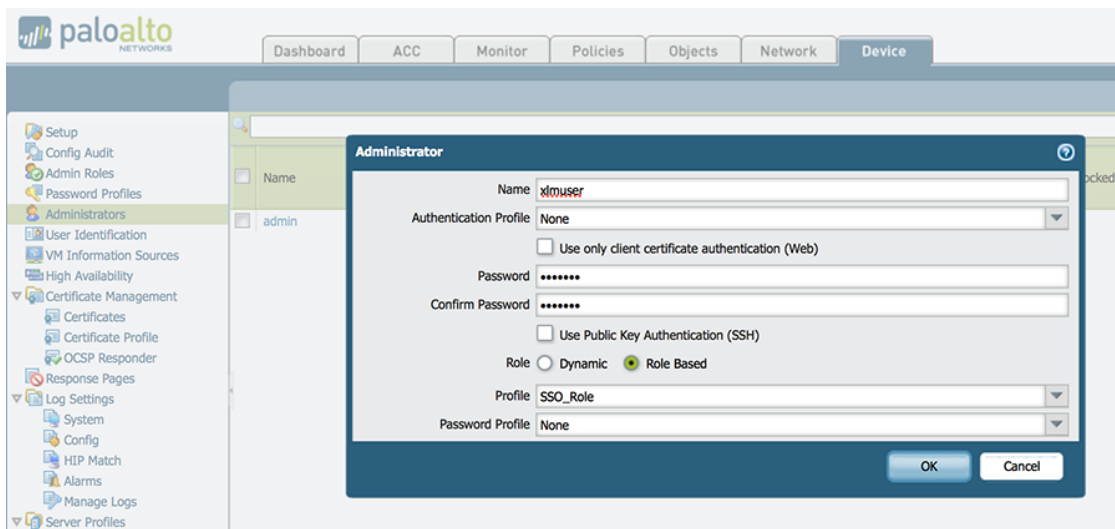 paloalto
NETWORKS
Dashboard ACC Monitor Policies Objects Network Device
Setup
Config Audit
Admin Roles
Password Profiles
Administrators
User Identification
VM Information Sources
High Availability
Certificate Management
Certificates
Certificate Profile
OCSP Responder
Response Pages
Log Settings
System
Config
HIP Match
Alarms
Manage Logs
Server Profiles
Name
ocked
admin
Administrator
Name xlmuser
Authentication Profile None
Use only client certificate authentication (Web)
Password •••••••
Confirm Password •••••••
Use Public Key Authentication (SSH)
Role Dynamic Role Based
Profile SSO_Role
Password Profile None
OK Cancel